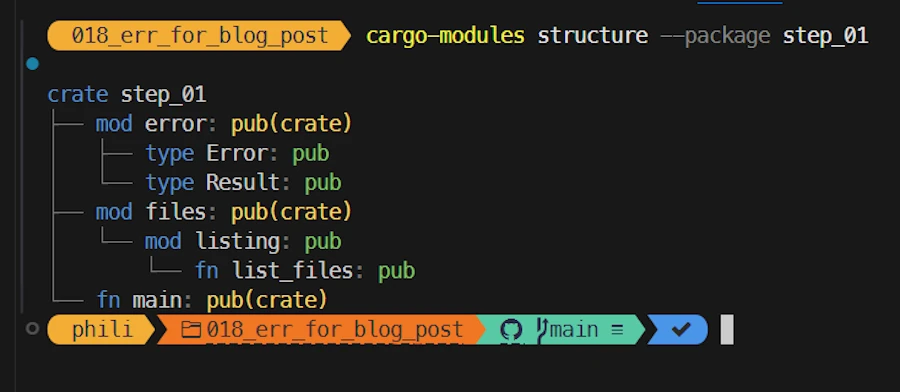 018_err_for_blog_post cargo-modules structure --package step_01
crate step_01
├── mod error: pub(crate)
│   ├── type Error: pub
│   └── type Result: pub
├── mod files: pub(crate)
│   └── mod listing: pub
│       └── fn list_files: pub
└── fn main: pub(crate)
phili 018_err_for_blog_post main ≡ ✓